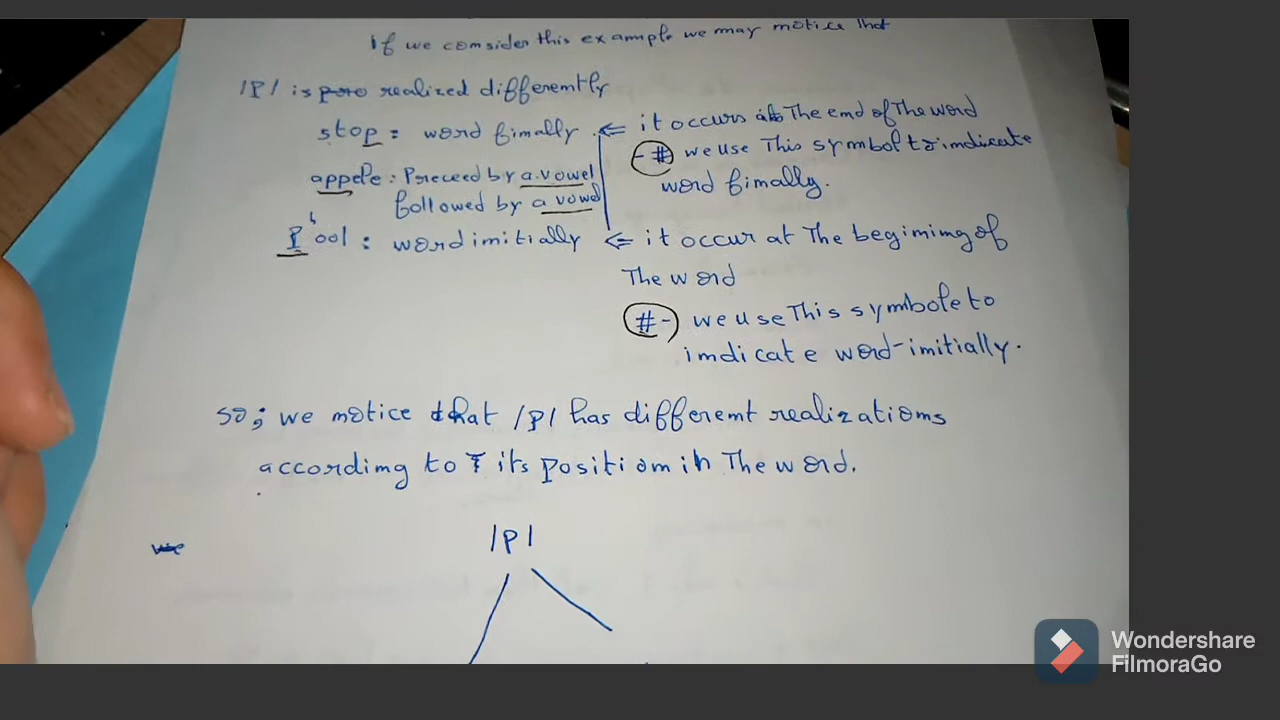 if we consider this example we may notice that
/P/ is realized differently
stop : word finally ⇐ it occurs at the end of the word
-# we use this symbol to indicate
word finally.
appele : Preceed by a vowel
followed by a vowel
Pʰool : word initially ⇐ it occur at the begining of
the word
#- we use this symbole to
indicate word-initially.
so; we notice that /p/ has different realizations
according to its position in the word.
we
/p/
Wondershare
FilmoraGo